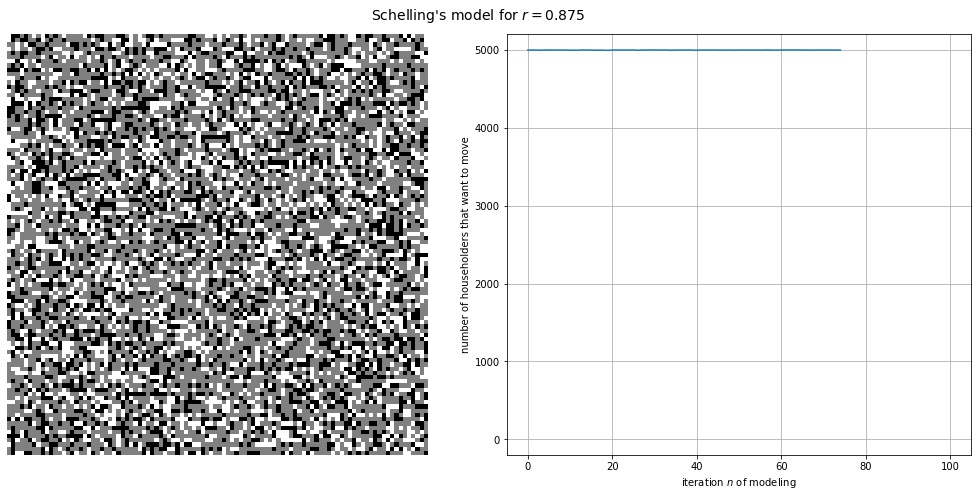 Schelling's model for r = 0.875
5000
4000
3000
2000
1000
0
number of householders that want to move
0 20 40 60 80 100
iteration n of modeling